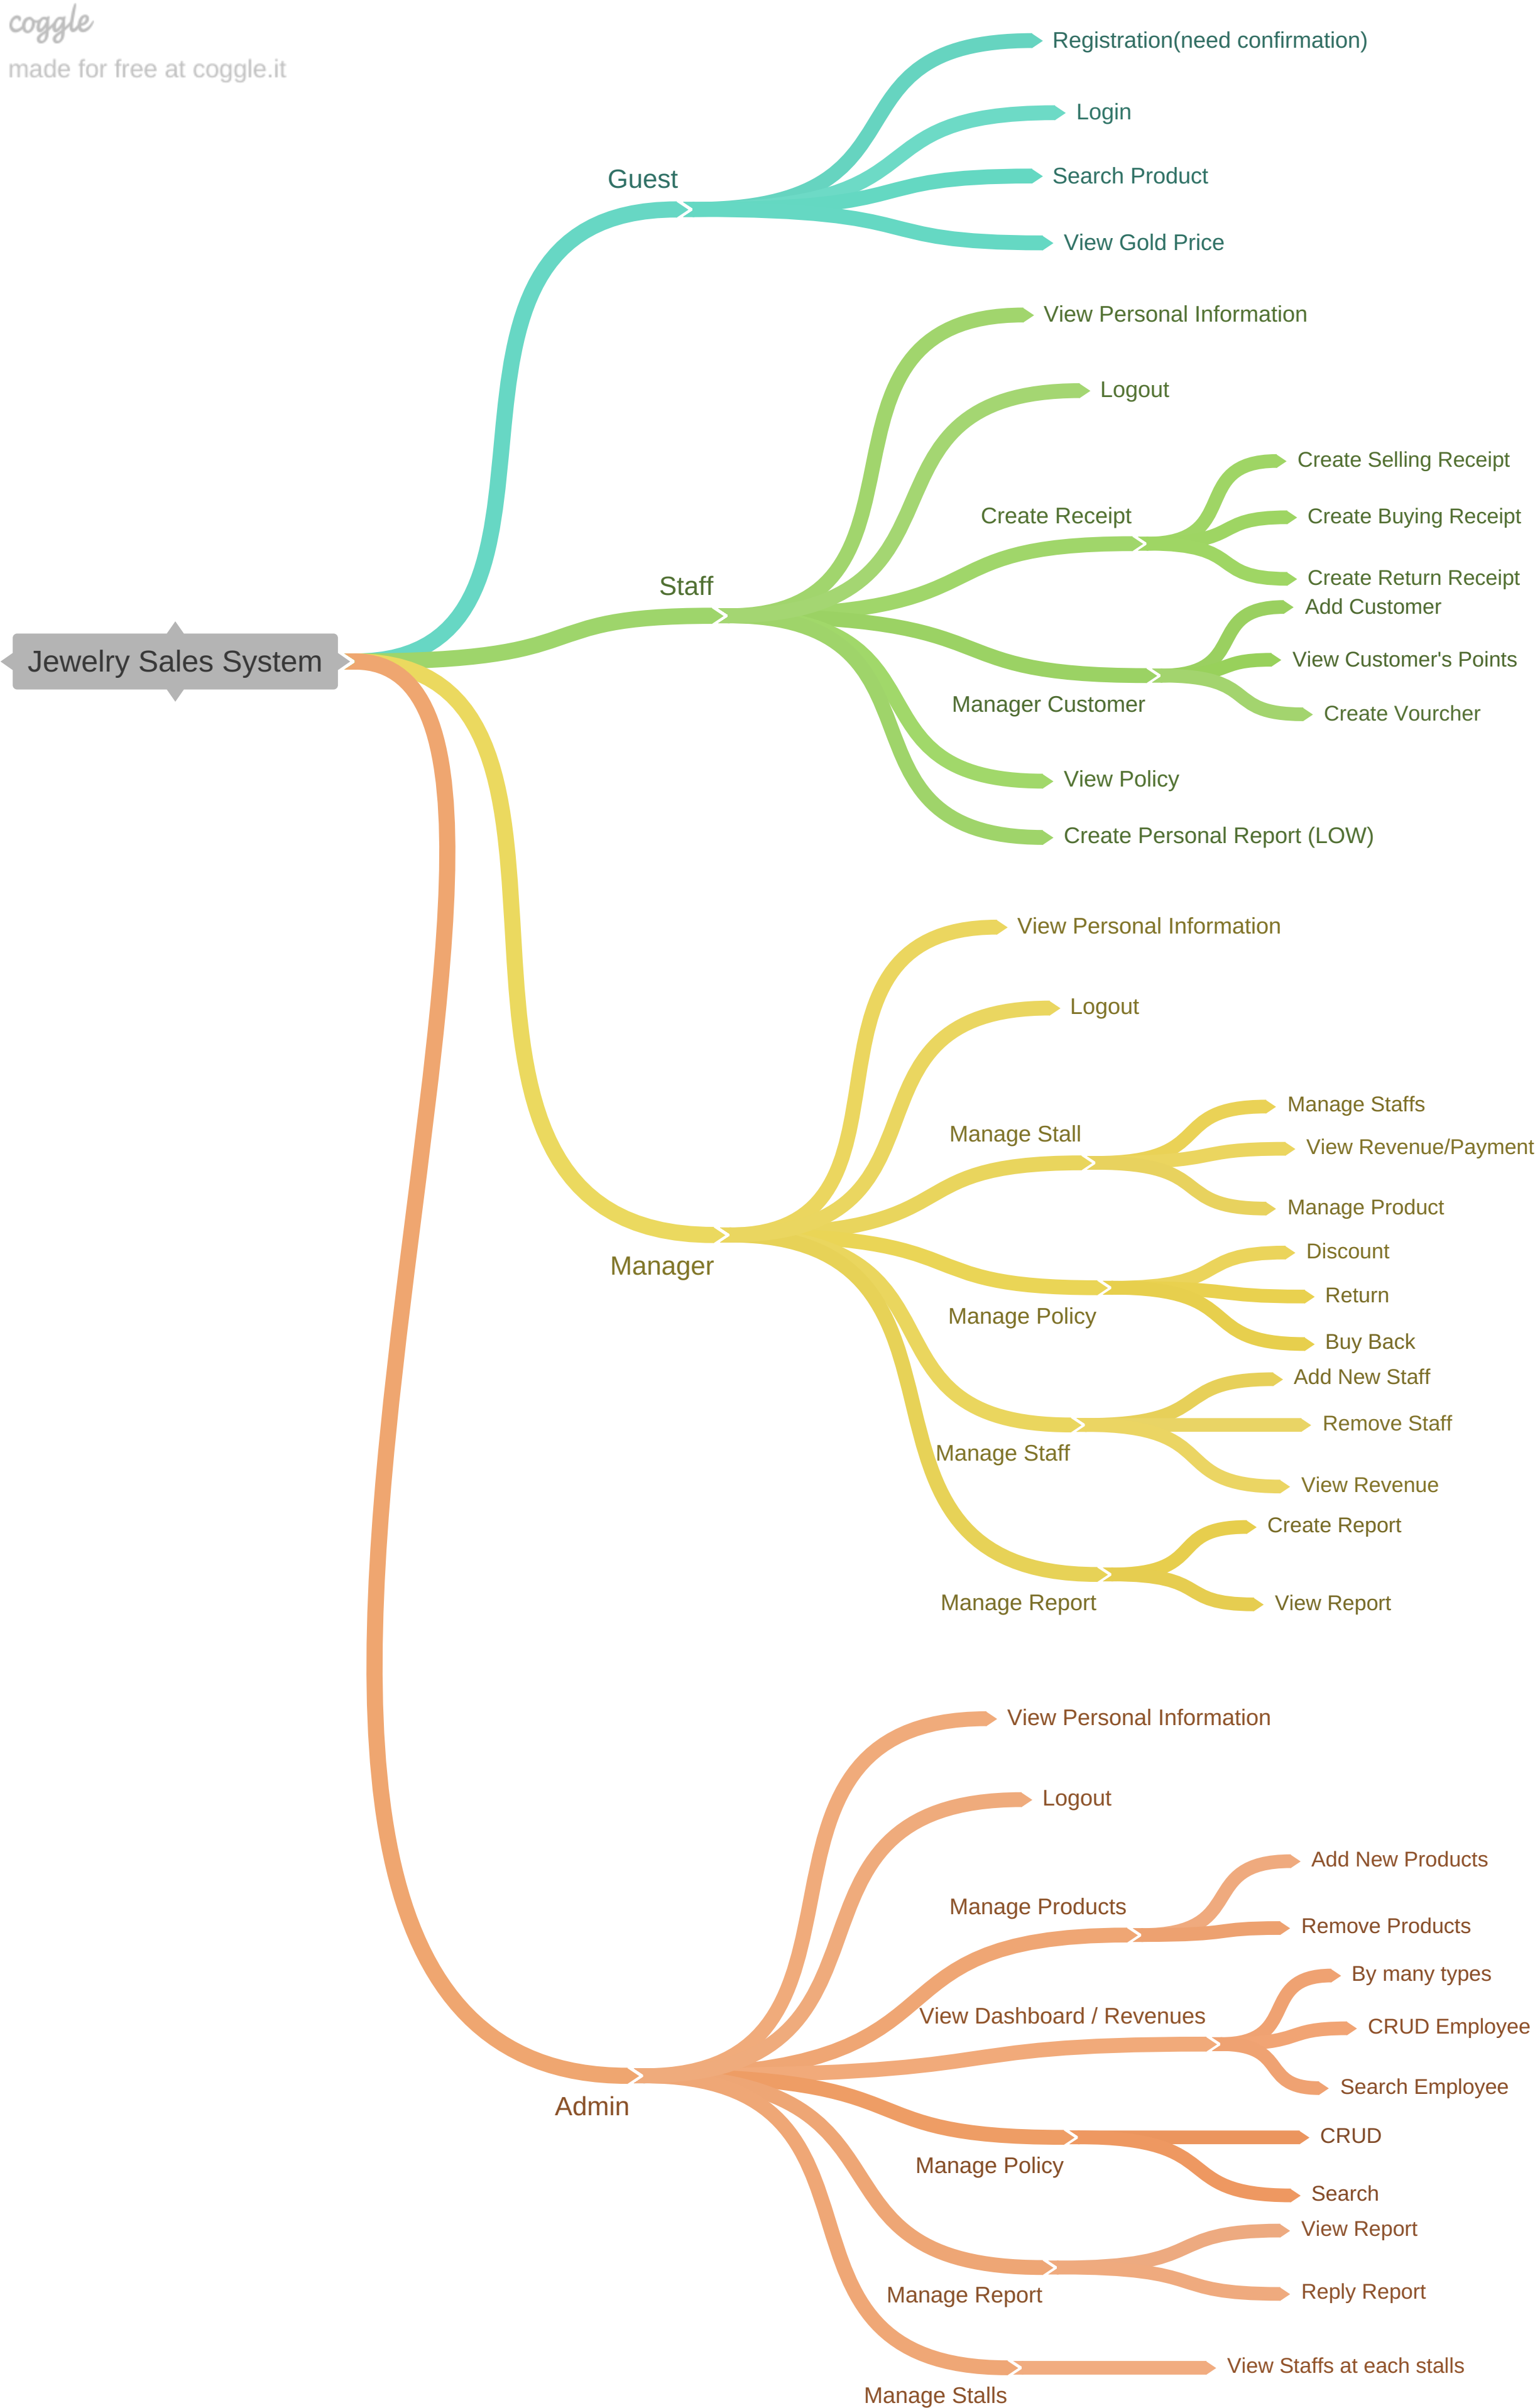 coggle
made for free at coggle.it
Jewelry Sales System
Guest
Registration(need confirmation)
Login
Search Product
View Gold Price
Staff
View Personal Information
Logout
Create Receipt
Create Selling Receipt
Create Buying Receipt
Create Return Receipt
Manager Customer
Add Customer
View Customer's Points
Create Vourcher
View Policy
Create Personal Report (LOW)
Manager
View Personal Information
Logout
Manage Stall
Manage Staffs
View Revenue/Payment
Manage Product
Manage Policy
Discount
Return
Buy Back
Manage Staff
Add New Staff
Remove Staff
View Revenue
Manage Report
Create Report
View Report
Admin
View Personal Information
Logout
Manage Products
Add New Products
Remove Products
View Dashboard / Revenues
By many types
CRUD Employee
Search Employee
Manage Policy
CRUD
Search
Manage Report
View Report
Reply Report
Manage Stalls
View Staffs at each stalls